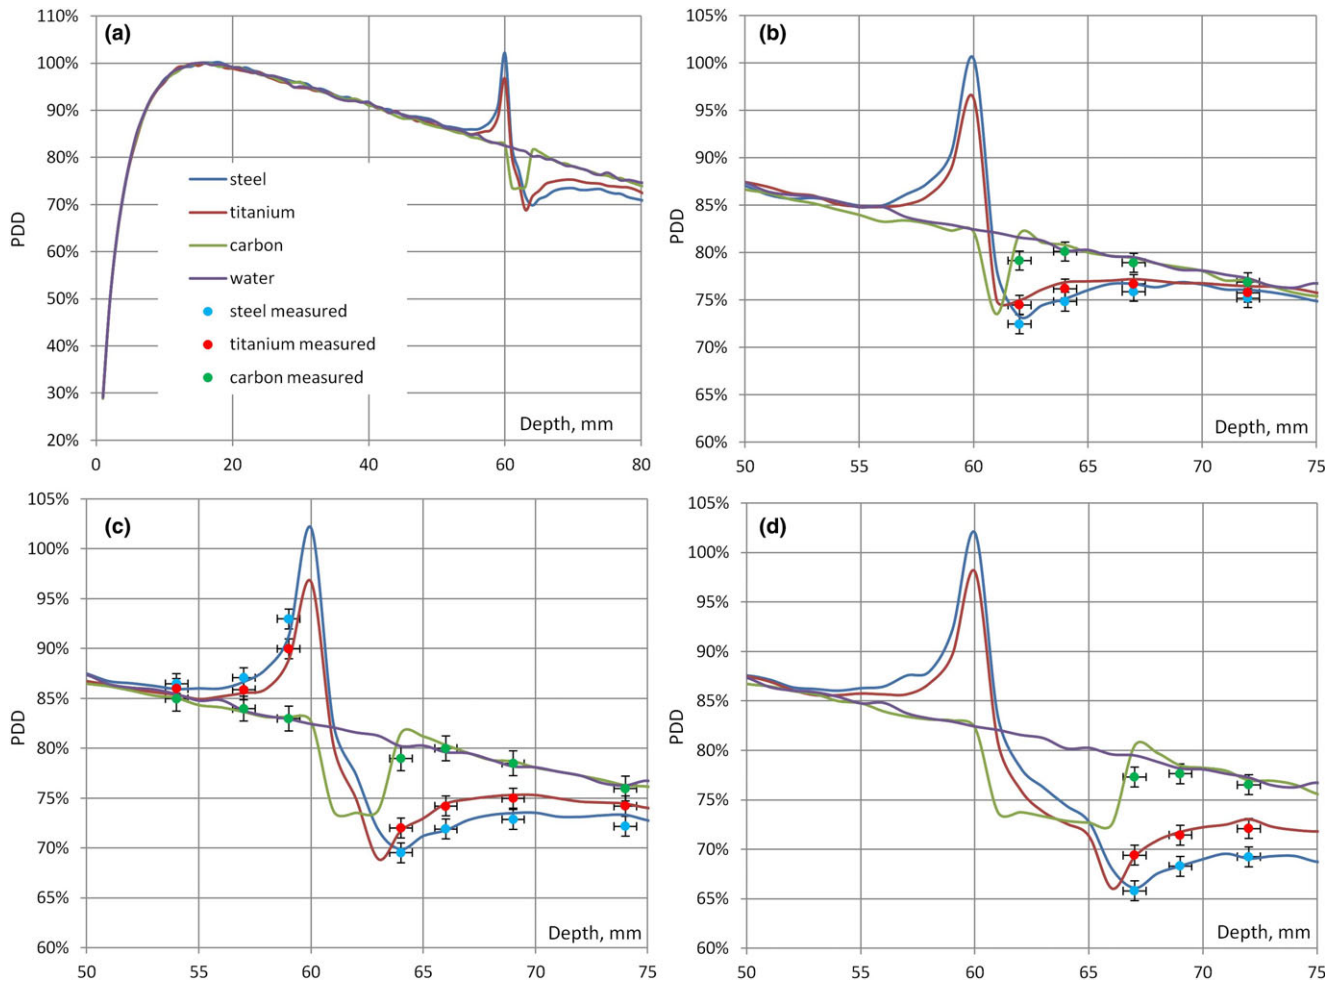 (a)
110%
100%
90%
80%
70%
60%
50%
40%
30%
20%
PDD
steel
titanium
carbon
water
steel measured
titanium measured
carbon measured
Depth, mm
0 20 40 60 80
(b)
105%
100%
95%
90%
85%
80%
75%
70%
65%
60%
PDD
Depth, mm
50 55 60 65 70 75
(c)
105%
100%
95%
90%
85%
80%
75%
70%
65%
60%
PDD
Depth, mm
50 55 60 65 70 75
(d)
105%
100%
95%
90%
85%
80%
75%
70%
65%
60%
PDD
Depth, mm
50 55 60 65 70 75